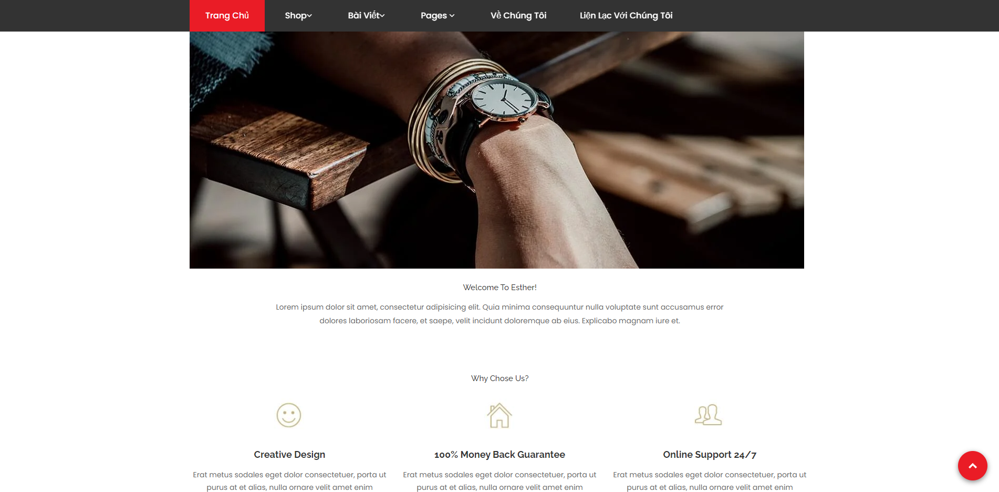 Trang Chủ Shop Bài Viết Pages Về Chúng Tôi Liện Lạc Với Chúng Tôi
Welcome To Esther!
Lorem ipsum dolor sit amet, consectetur adipisicing elit. Quia minima consequuntur nulla voluptate sunt accusamus error
dolores laboriosam facere, et saepe, velit incidunt doloremque ab eius. Explicabo magnam iure et.
Why Chose Us?
Creative Design
Erat metus sodales eget dolor consectetuer, porta ut
purus at et alias, nulla ornare velit amet enim
100% Money Back Guarantee
Erat metus sodales eget dolor consectetuer, porta ut
purus at et alias, nulla ornare velit amet enim
Online Support 24/7
Erat metus sodales eget dolor consectetuer, porta ut
purus at et alias, nulla ornare velit amet enim